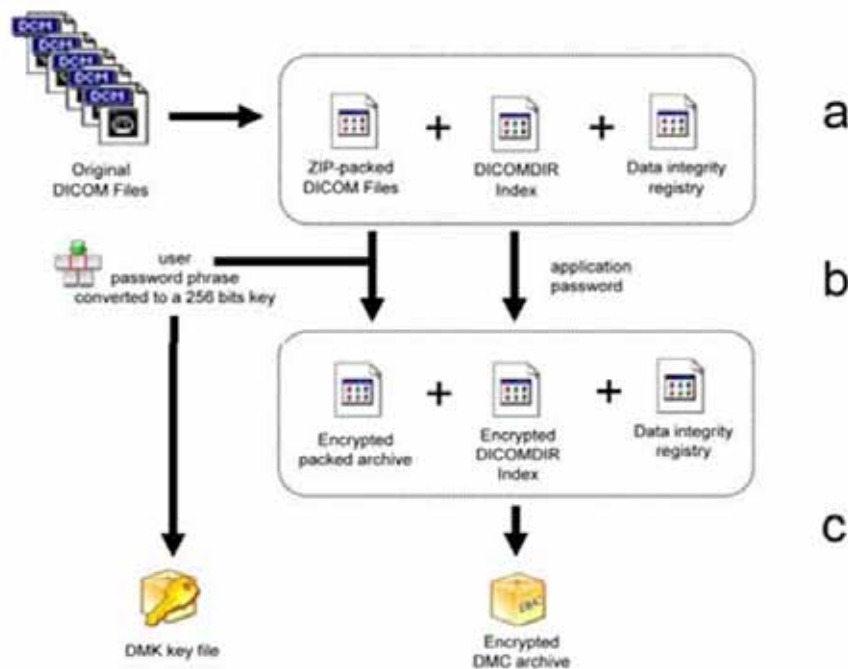 DCM
DCM
DCM
DCM
DCM
Original
DICOM Files
ZIP-packed
DICOM Files
+
DICOMDIR
Index
+
Data integrity
registry
a
user
password phrase
converted to a 256 bits key
application
password
b
Encrypted
packed archive
+
Encrypted
DICOMDIR
Index
+
Data integrity
registry
c
DMK key file
DMC
Encrypted
DMC archive